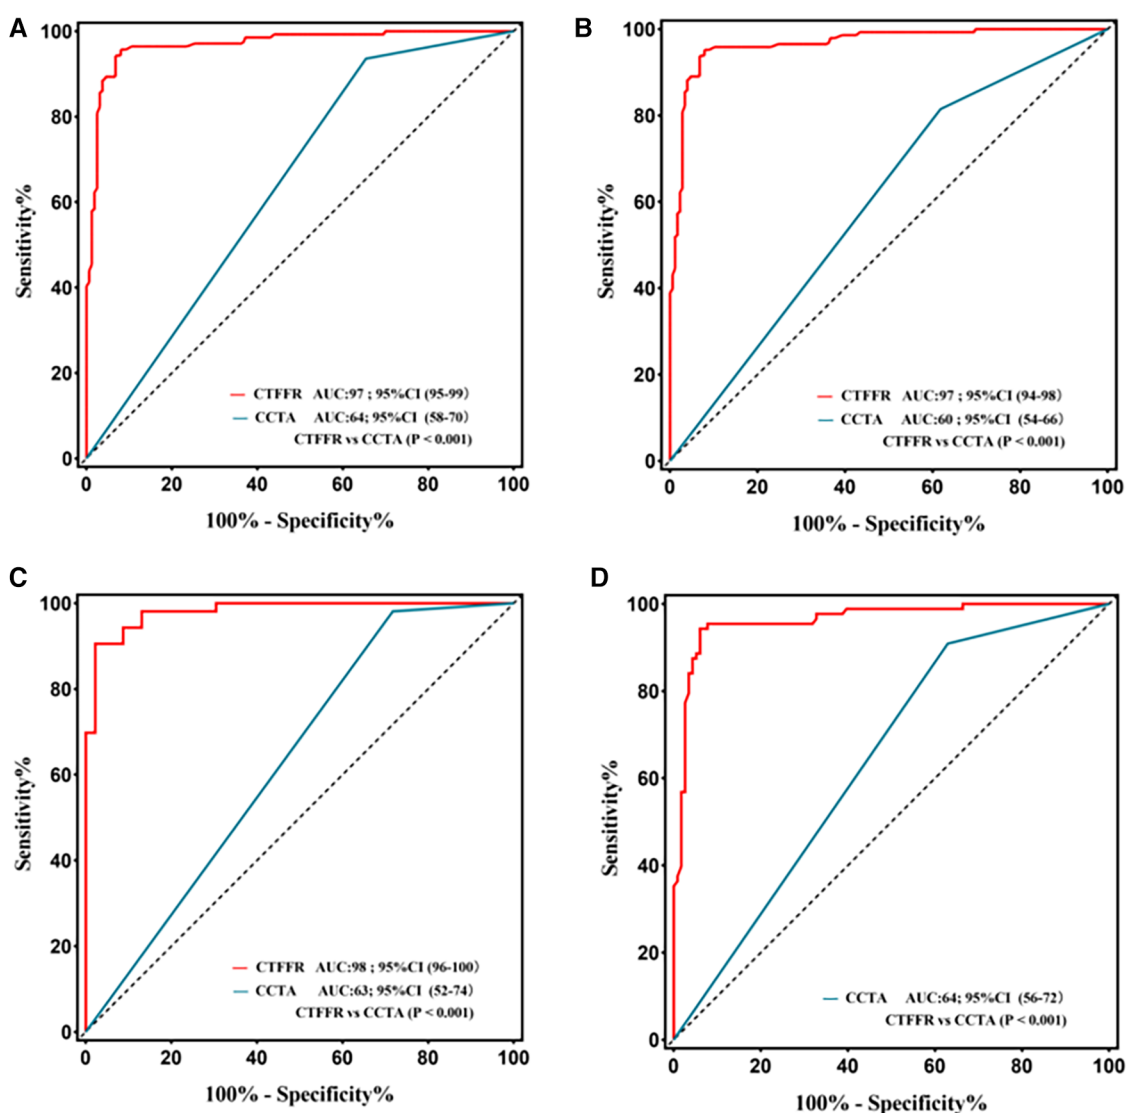 A
100
80
60
40
20
0
Sensitivity%
CTFFR AUC:97 ; 95%CI (95-99)
CCTA AUC:64; 95%CI (58-70)
CTFFR vs CCTA (P < 0.001)
0 20 40 60 80 100
100% - Specificity%
B
100
80
60
40
20
0
Sensitivity%
CTFFR AUC:97 ; 95%CI (94-98)
CCTA AUC:60 ; 95%CI (54-66)
CTFFR vs CCTA (P < 0.001)
0 20 40 60 80 100
100% - Specificity%
C
100
80
60
40
20
0
Sensitivity%
CTFFR AUC:98 ; 95%CI (96-100)
CCTA AUC:63; 95%CI (52-74)
CTFFR vs CCTA (P < 0.001)
0 20 40 60 80 100
100% - Specificity%
D
100
80
60
40
20
0
Sensitivity%
CCTA AUC:64; 95%CI (56-72)
CTFFR vs CCTA (P < 0.001)
0 20 40 60 80 100
100% - Specificity%